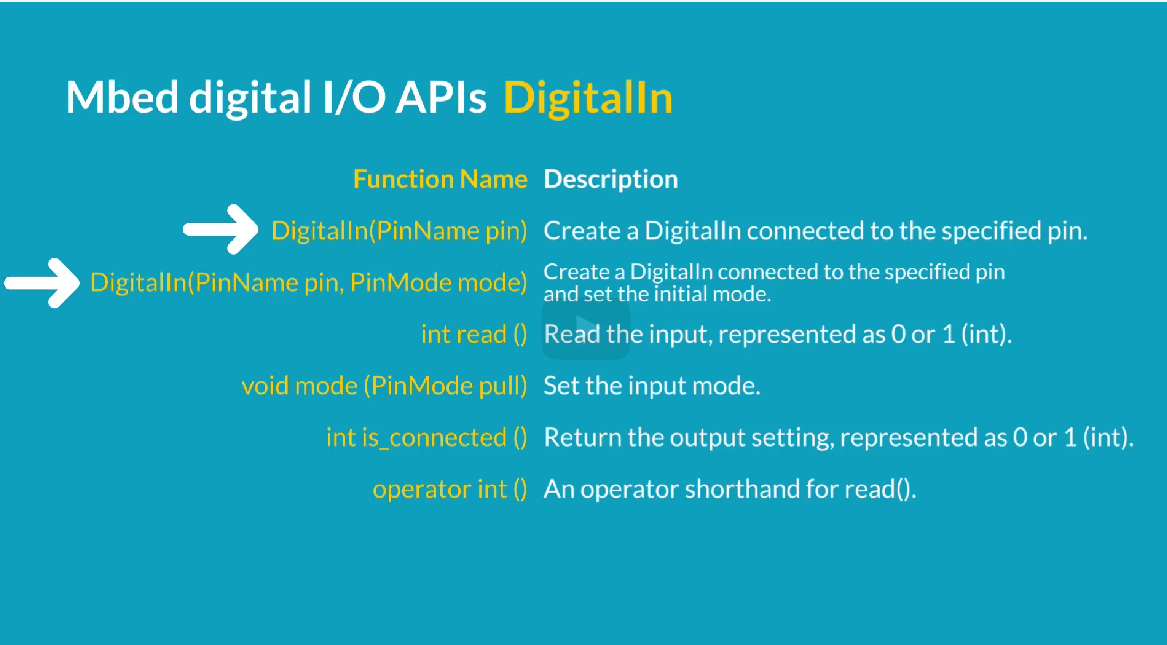 Mbed digital I/O APIs DigitalIn
Function Name Description
DigitalIn(PinName pin) Create a DigitalIn connected to the specified pin.
DigitalIn(PinName pin, PinMode mode) Create a DigitalIn connected to the specified pin
and set the initial mode.
int read () Read the input, represented as 0 or 1 (int).
void mode (PinMode pull) Set the input mode.
int is_connected () Return the output setting, represented as 0 or 1 (int).
operator int () An operator shorthand for read().